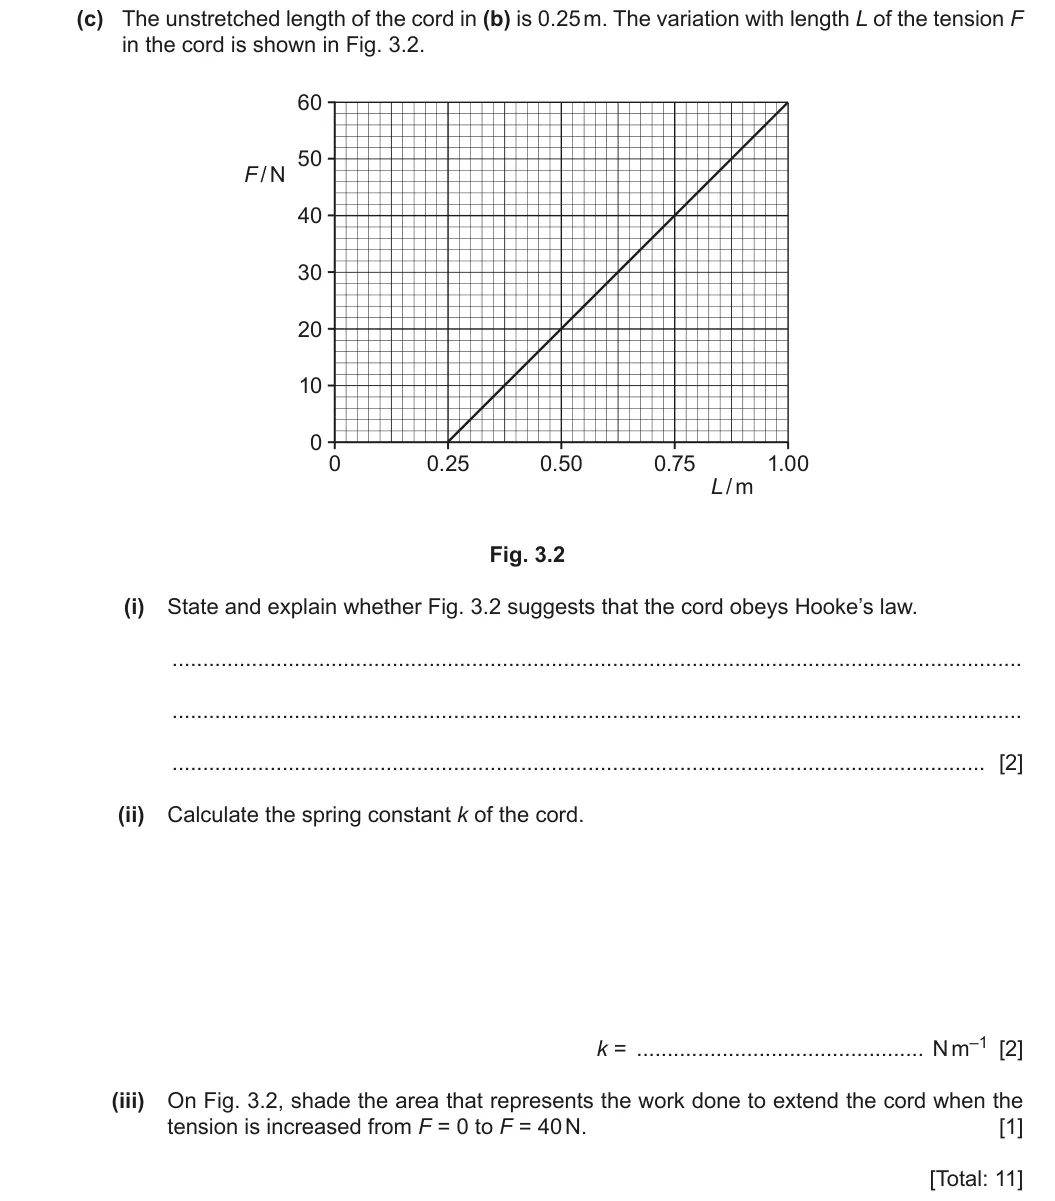 (c) The unstretched length of the cord in (b) is 0.25 m. The variation with length L of the tension F
in the cord is shown in Fig. 3.2.
60
50
F/N
40
30
20
10
0
0 0.25 0.50 0.75 1.00
L/m
Fig. 3.2
(i) State and explain whether Fig. 3.2 suggests that the cord obeys Hooke's law.
..........................................................................................................................................
..........................................................................................................................................
.................................................................................................................................... [2]
(ii) Calculate the spring constant k of the cord.
k = ............................................... N m⁻¹ [2]
(iii) On Fig. 3.2, shade the area that represents the work done to extend the cord when the
tension is increased from F = 0 to F = 40 N. [1]
[Total: 11]